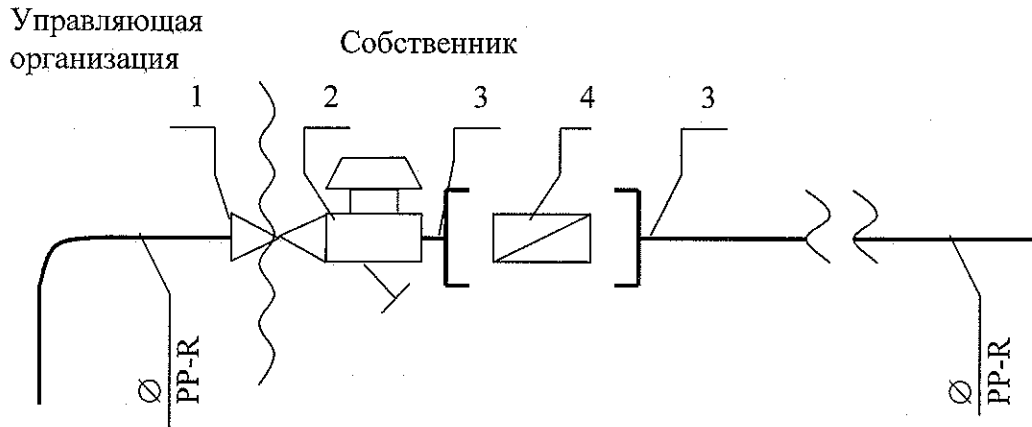 Управляющая
организация
Собственник
1
2
3
4
3
Ø
PP-R
Ø
PP-R